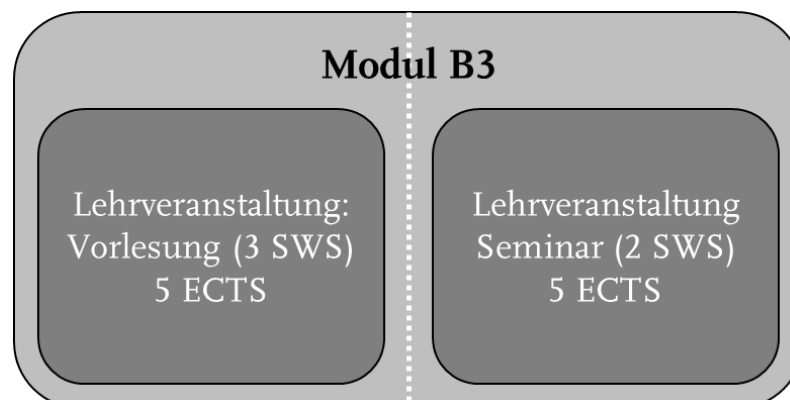 Modul B3
Lehrveranstaltung:
Vorlesung (3 SWS)
5 ECTS
Lehrveranstaltung
Seminar (2 SWS)
5 ECTS